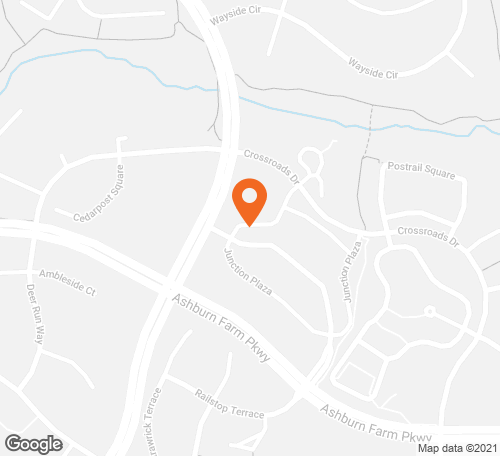 Wayside Cir
Wayside Cir
Crossroads Dr
Postrail Square
Cedarpost Square
Crossroads Dr
Junction Plaza
Junction Plaza
Ambleside Ct
Deer Run Way
Ashburn Farm Pkwy
Railstop Terrace
Ashburn Farm Pkwy
Google
Map data ©2021